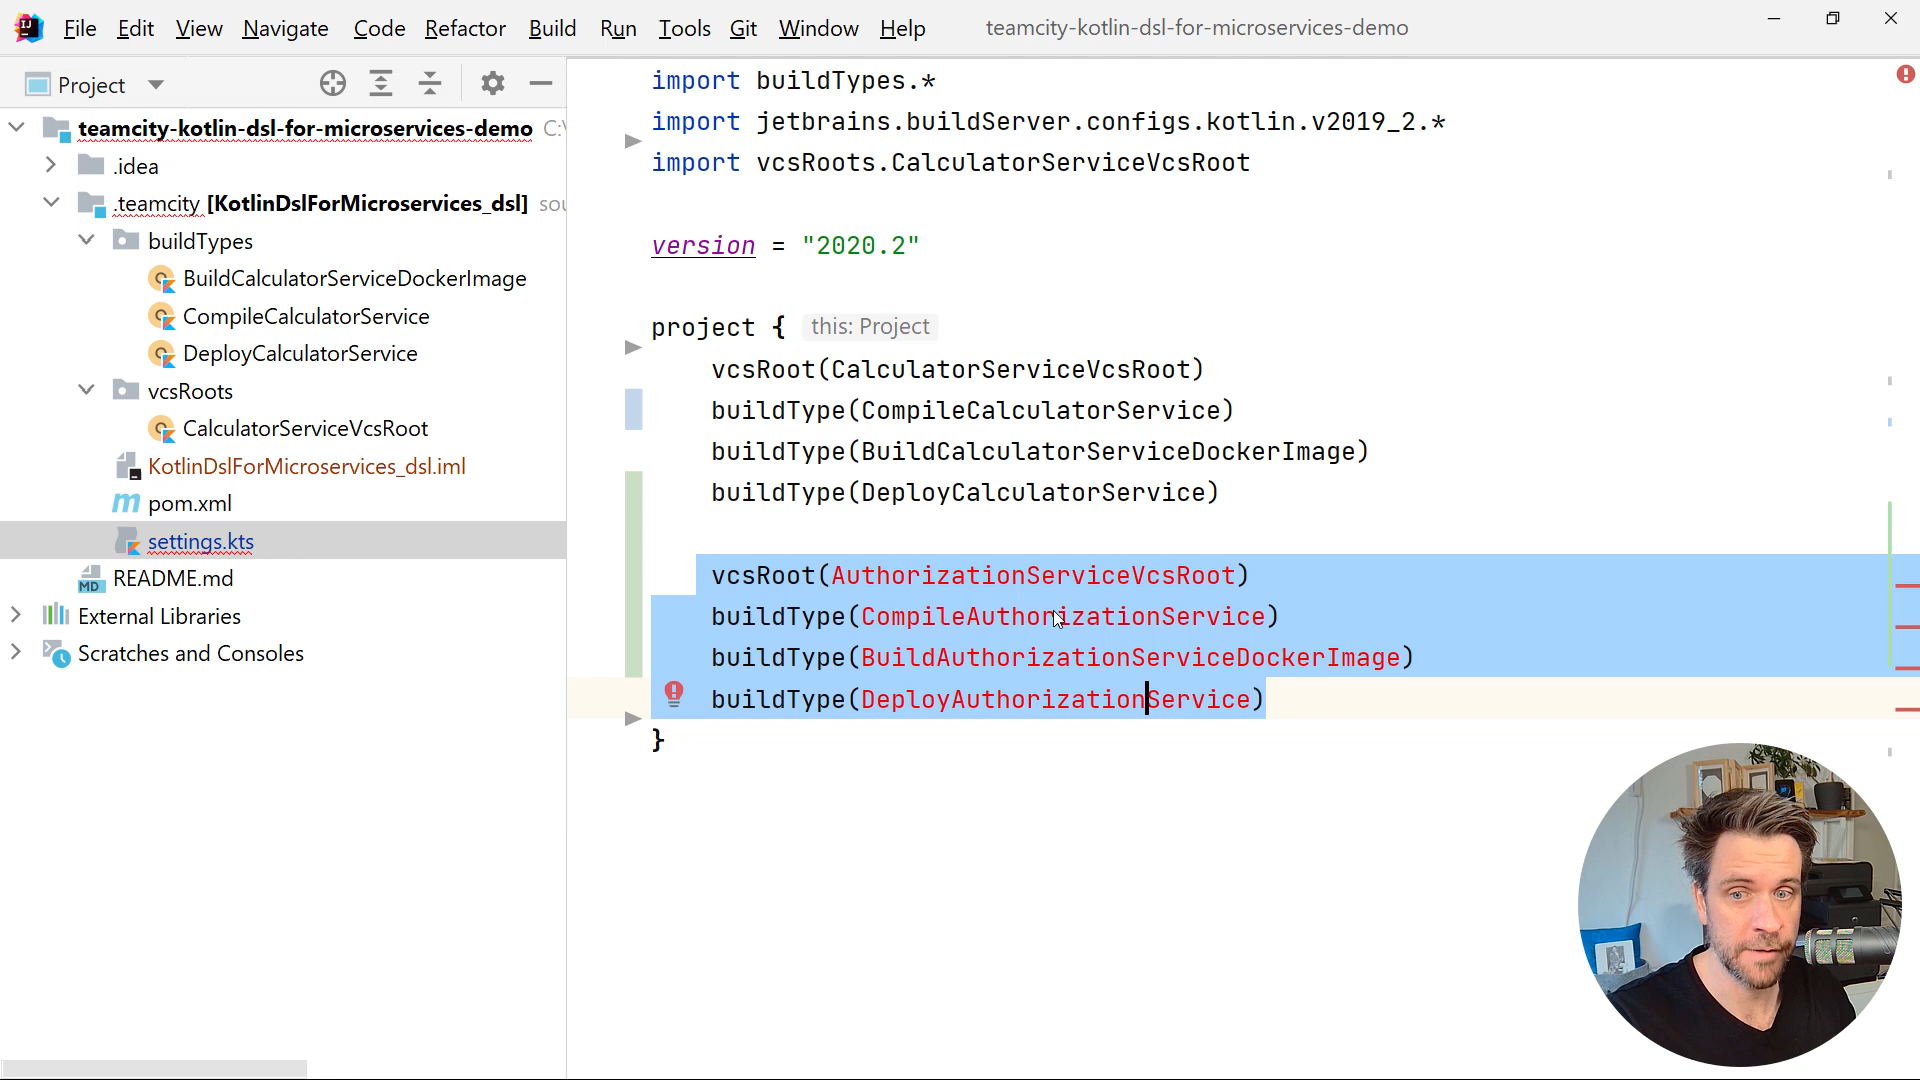 File Edit View Navigate Code Refactor Build Run Tools Git Window Help teamcity-kotlin-dsl-for-microservices-demo
Project
teamcity-kotlin-dsl-for-microservices-demo C:\
.idea
.teamcity [KotlinDslForMicroservices_dsl] sou
buildTypes
BuildCalculatorServiceDockerImage
CompileCalculatorService
DeployCalculatorService
vcsRoots
CalculatorServiceVcsRoot
KotlinDslForMicroservices_dsl.iml
pom.xml
settings.kts
README.md
External Libraries
Scratches and Consoles
import buildTypes.*
import jetbrains.buildServer.configs.kotlin.v2019_2.*
import vcsRoots.CalculatorServiceVcsRoot
version = "2020.2"
project { this: Project
vcsRoot(CalculatorServiceVcsRoot)
buildType(CompileCalculatorService)
buildType(BuildCalculatorServiceDockerImage)
buildType(DeployCalculatorService)
vcsRoot(AuthorizationServiceVcsRoot)
buildType(CompileAuthorizationService)
buildType(BuildAuthorizationServiceDockerImage)
buildType(DeployAuthorizationService)
}